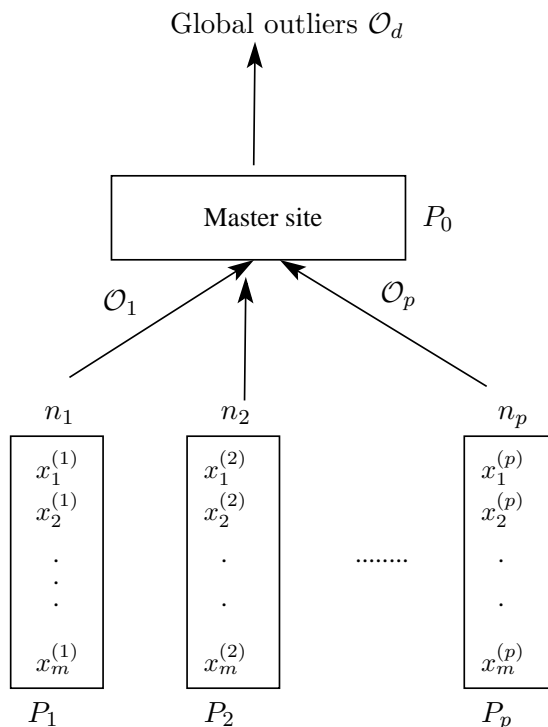 Global outliers 𝒪_d
Master site P_0
𝒪_1 𝒪_p
n_1 n_2 n_p
x_1^{(1)} x_1^{(2)} x_1^{(p)}
x_2^{(1)} x_2^{(2)} x_2^{(p)}
. . .
. ........
. . .
x_m^{(1)} x_m^{(2)} x_m^{(p)}
P_1 P_2 P_p